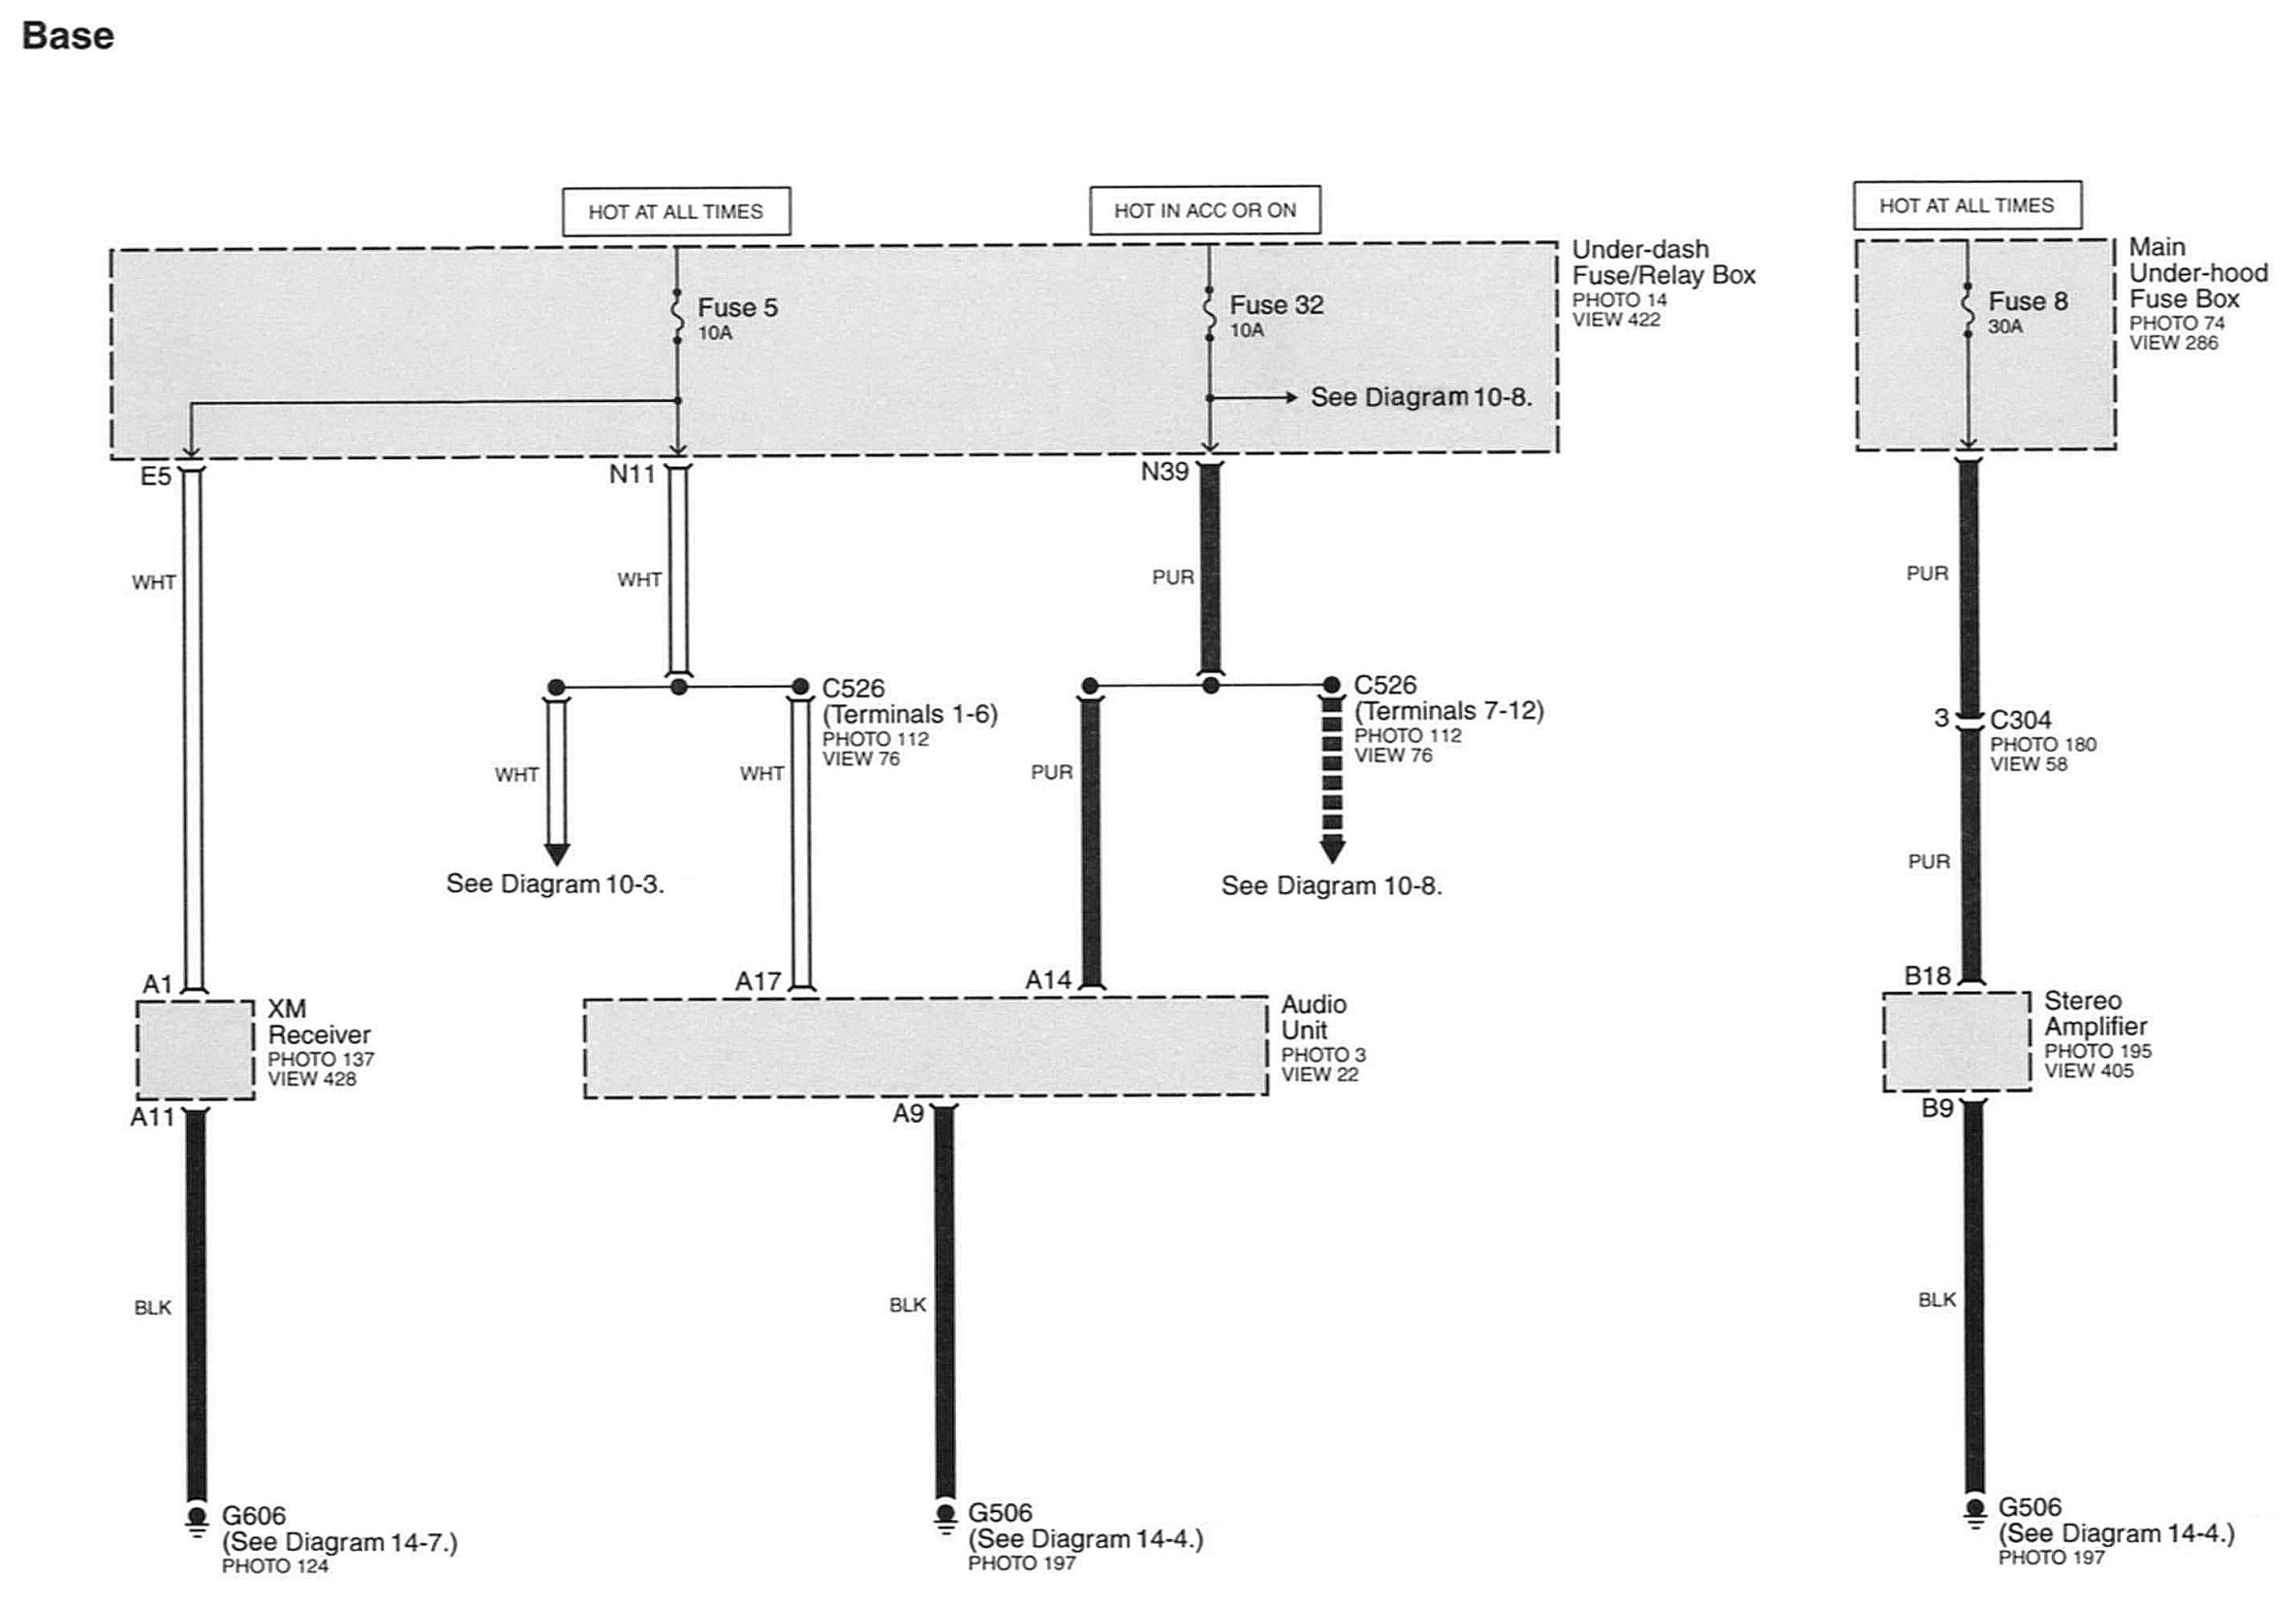 Base
HOT AT ALL TIMES
HOT IN ACC OR ON
HOT AT ALL TIMES
Fuse 5
10A
Fuse 32
10A
See Diagram 10-8.
Under-dash
Fuse/Relay Box
PHOTO 14
VIEW 422
Fuse 8
30A
Main
Under-hood
Fuse Box
PHOTO 74
VIEW 286
E5
N11
N39
WHT
WHT
PUR
PUR
C526
(Terminals 1-6)
PHOTO 112
VIEW 76
C526
(Terminals 7-12)
PHOTO 112
VIEW 76
3
C304
PHOTO 180
VIEW 58
WHT
WHT
PUR
PUR
See Diagram 10-3.
See Diagram 10-8.
A1
A17
A14
B18
XM
Receiver
PHOTO 137
VIEW 428
Audio
Unit
PHOTO 3
VIEW 22
Stereo
Amplifier
PHOTO 195
VIEW 405
A11
A9
B9
BLK
BLK
BLK
G606
(See Diagram 14-7.)
PHOTO 124
G506
(See Diagram 14-4.)
PHOTO 197
G506
(See Diagram 14-4.)
PHOTO 197